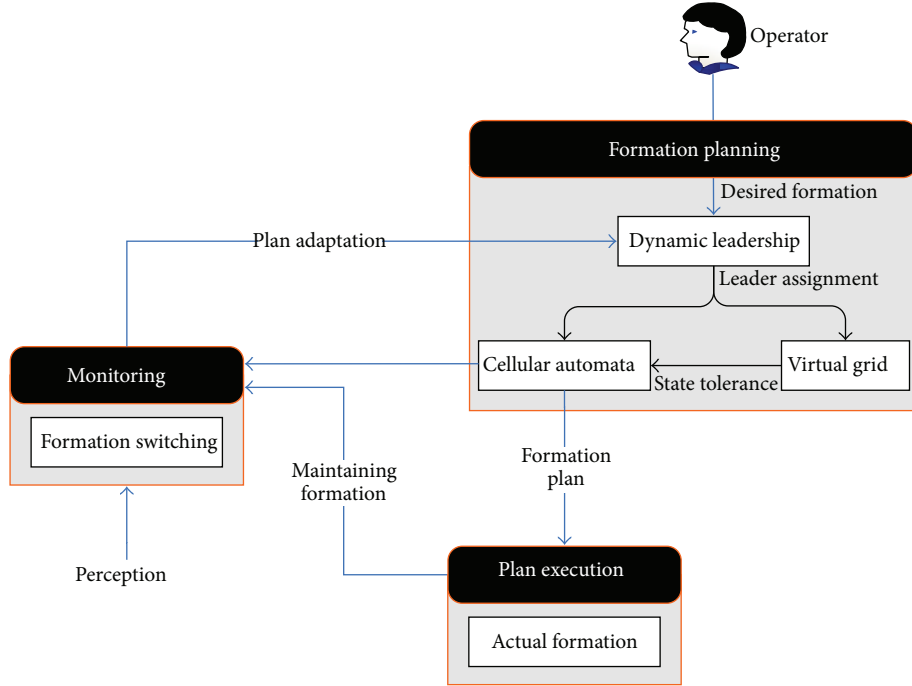 Operator
Formation planning
Desired formation
Dynamic leadership
Plan adaptation
Leader assignment
Cellular automata
Virtual grid
State tolerance
Monitoring
Formation switching
Formation
plan
Maintaining
formation
Perception
Plan execution
Actual formation